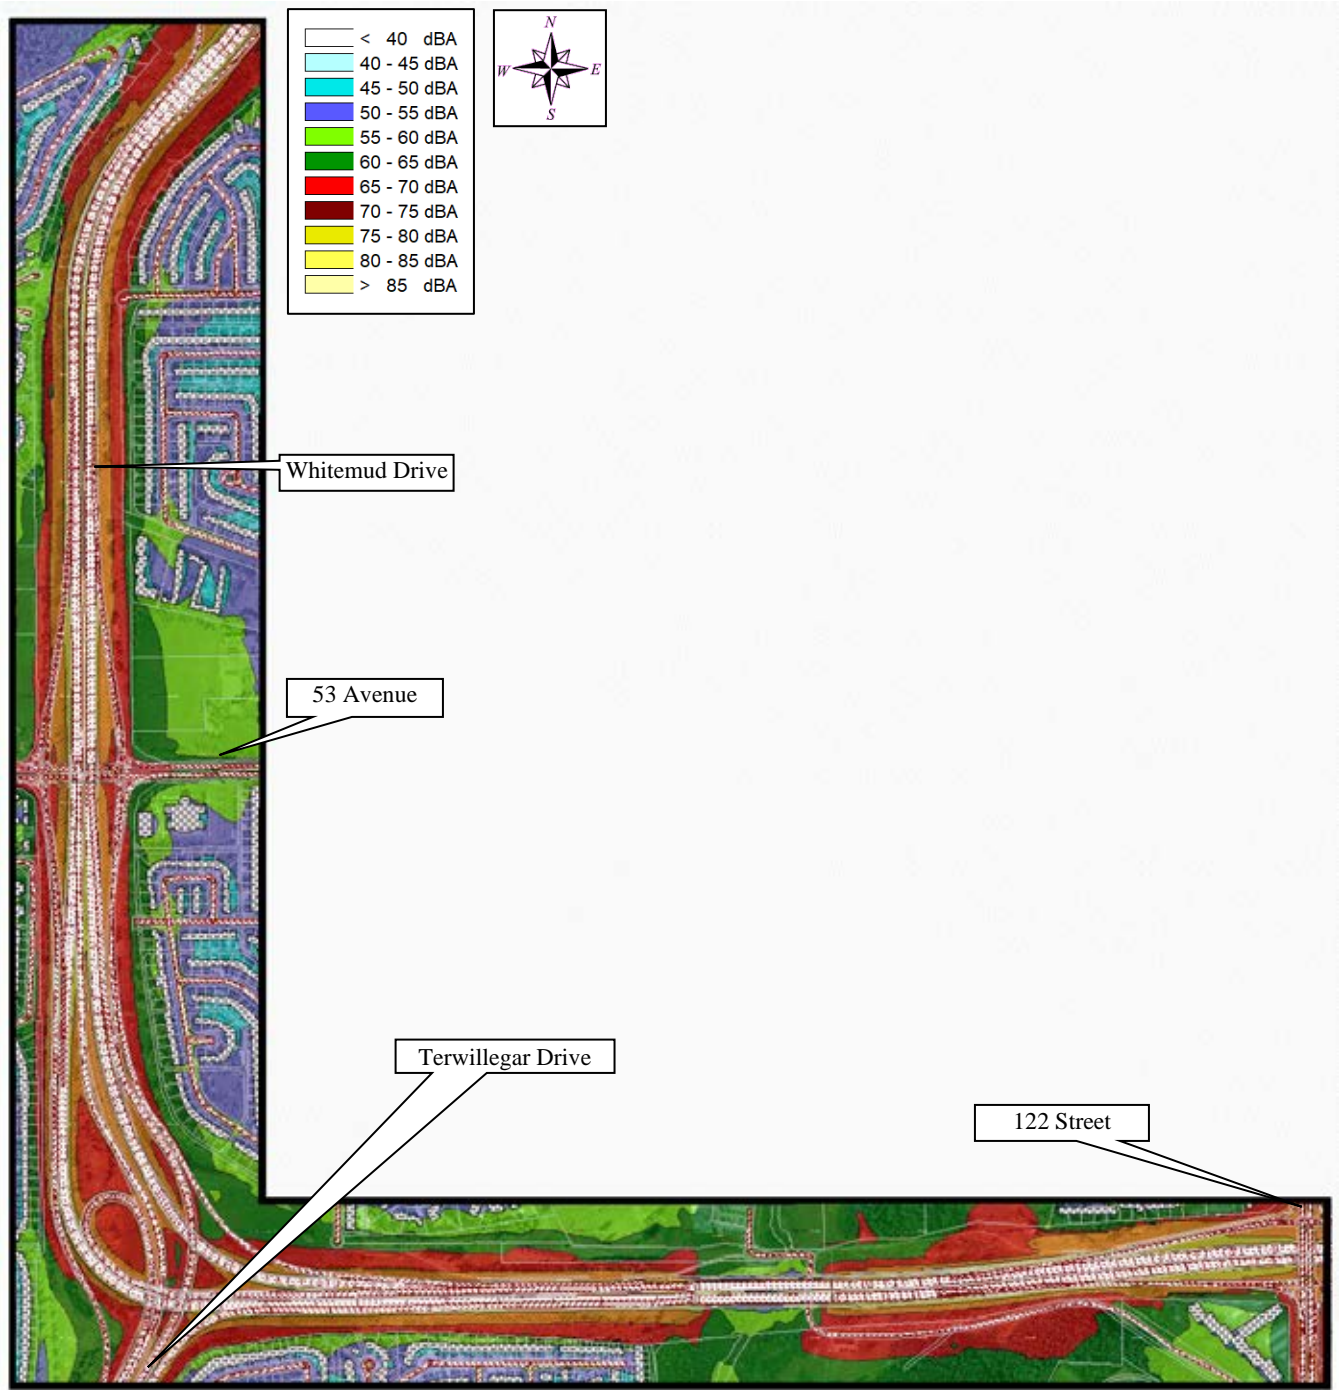 < 40 dBA
40 - 45 dBA
45 - 50 dBA
50 - 55 dBA
55 - 60 dBA
60 - 65 dBA
65 - 70 dBA
70 - 75 dBA
75 - 80 dBA
80 - 85 dBA
> 85 dBA
N
W E
S
Whitemud Drive
53 Avenue
Terwillegar Drive
122 Street